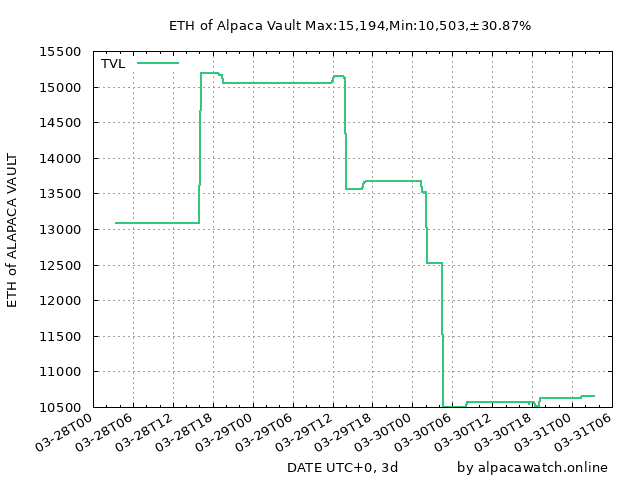 ETH of Alpaca Vault Max:15,194,Min:10,503,±30.87%
TVL
ETH of ALAPACA VAULT
15500
15000
14500
14000
13500
13000
12500
12000
11500
11000
10500
03-28T00
03-28T06
03-28T12
03-28T18
03-29T00
03-29T06
03-29T12
03-29T18
03-30T00
03-30T06
03-30T12
03-30T18
03-31T00
03-31T06
DATE UTC+0, 3d
by alpacawatch.online